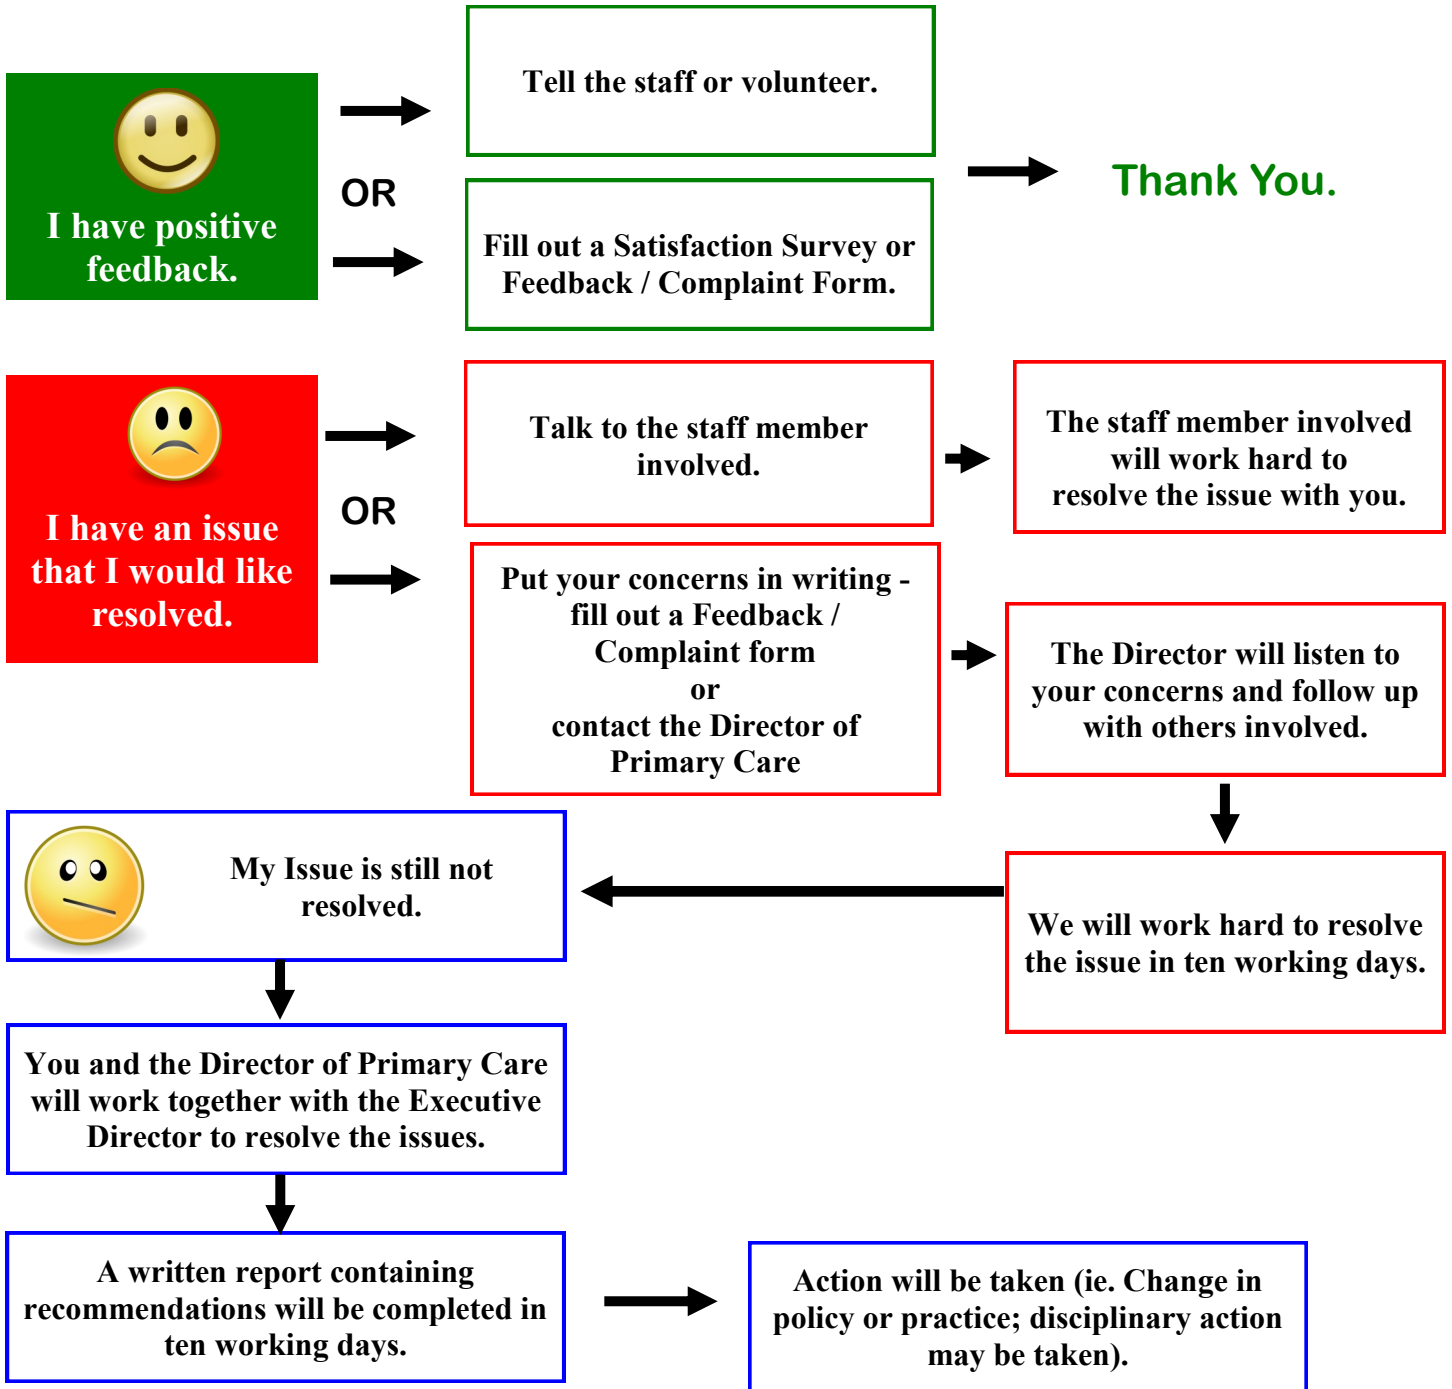 I have positive
feedback.
OR
Tell the staff or volunteer.
Fill out a Satisfaction Survey or
Feedback / Complaint Form.
Thank You.
I have an issue
that I would like
resolved.
OR
Talk to the staff member
involved.
The staff member involved
will work hard to
resolve the issue with you.
Put your concerns in writing -
fill out a Feedback /
Complaint form
or
contact the Director of
Primary Care
The Director will listen to
your concerns and follow up
with others involved.
We will work hard to resolve
the issue in ten working days.
My Issue is still not
resolved.
You and the Director of Primary Care
will work together with the Executive
Director to resolve the issues.
A written report containing
recommendations will be completed in
ten working days.
Action will be taken (ie. Change in
policy or practice; disciplinary action
may be taken).